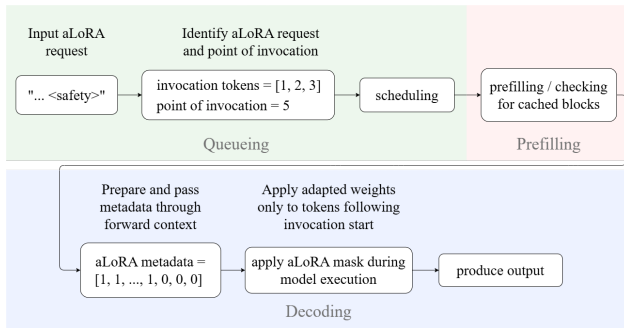 Input aLoRA
request
Identify aLoRA request
and point of invocation
"... <safety>"
invocation tokens = [1, 2, 3]
point of invocation = 5
scheduling
prefilling / checking
for cached blocks
Queueing
Prefilling
Prepare and pass
metadata through
forward context
Apply adapted weights
only to tokens following
invocation start
aLoRA metadata =
[1, 1, ..., 1, 0, 0, 0]
apply aLoRA mask during
model execution
produce output
Decoding